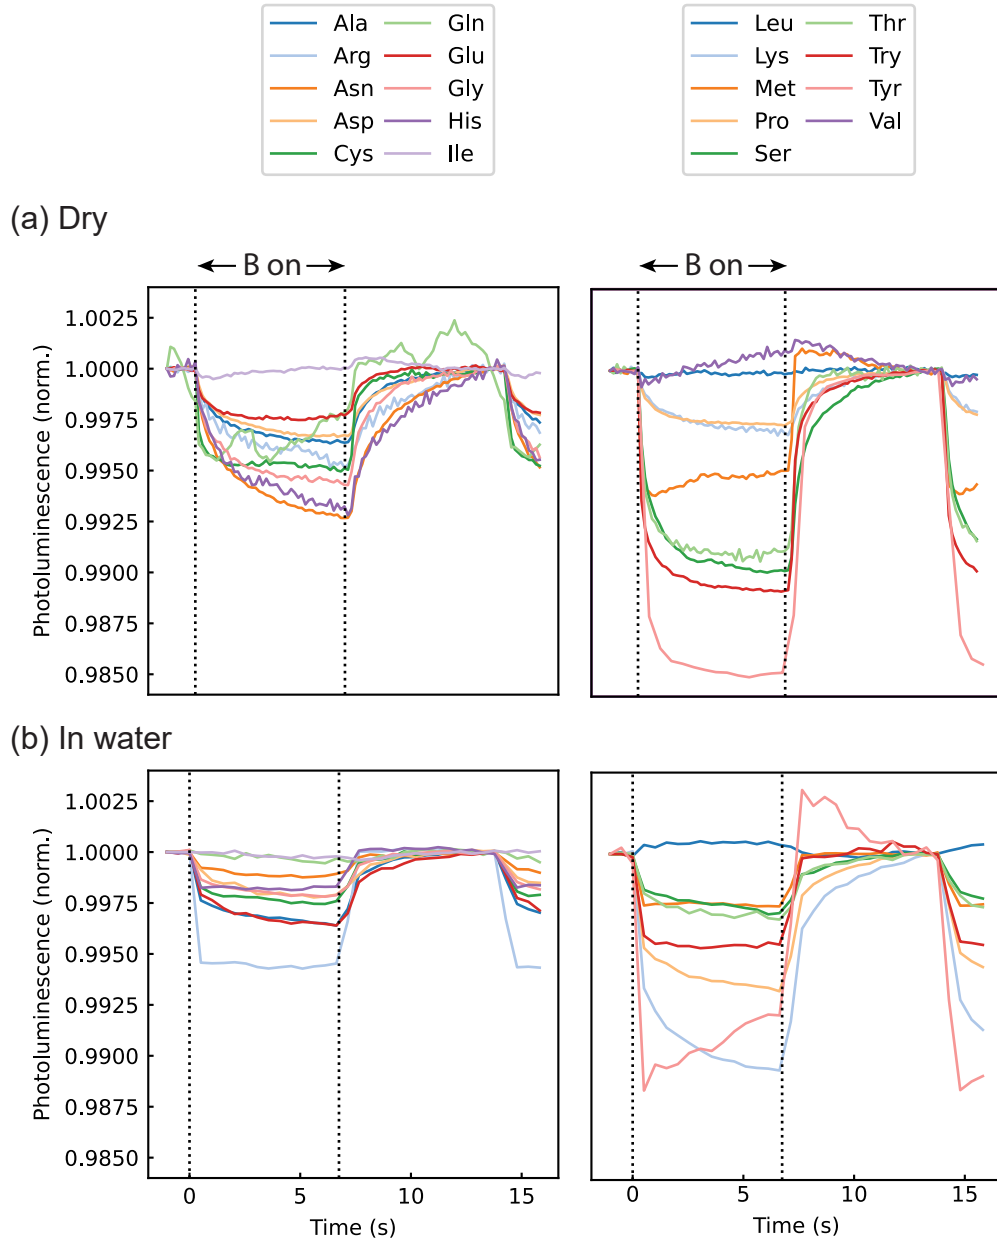 Ala Gln
Arg Glu
Asn Gly
Asp His
Cys Ile
Leu Thr
Lys Try
Met Tyr
Pro Val
Ser
(a) Dry
B on
B on
Photoluminescence (norm.)
1.0025
1.0000
0.9975
0.9950
0.9925
0.9900
0.9875
0.9850
(b) In water
Photoluminescence (norm.)
1.0025
1.0000
0.9975
0.9950
0.9925
0.9900
0.9875
0.9850
0 5 10 15
Time (s)
0 5 10 15
Time (s)